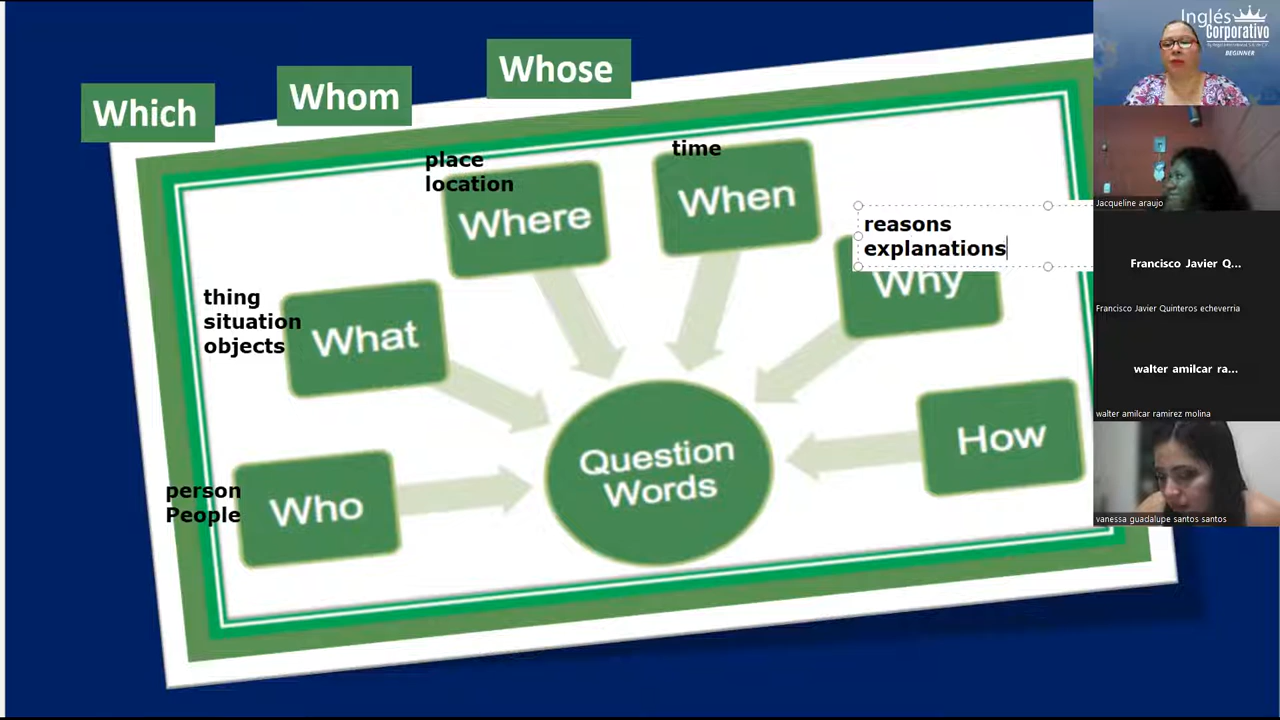 Which
Whom
Whose
place
location
Where
time
When
reasons
explanations
Why
thing
situation
objects
What
How
person
People
Who
Question
Words
Inglés
Corporativo
BEGINNER
Jacqueline araujo
Francisco Javier Q...
Francisco Javier Quinteros echeverria
walter amilcar ra...
walter amilcar ramirez molina
vanessa guadalupe santos santos